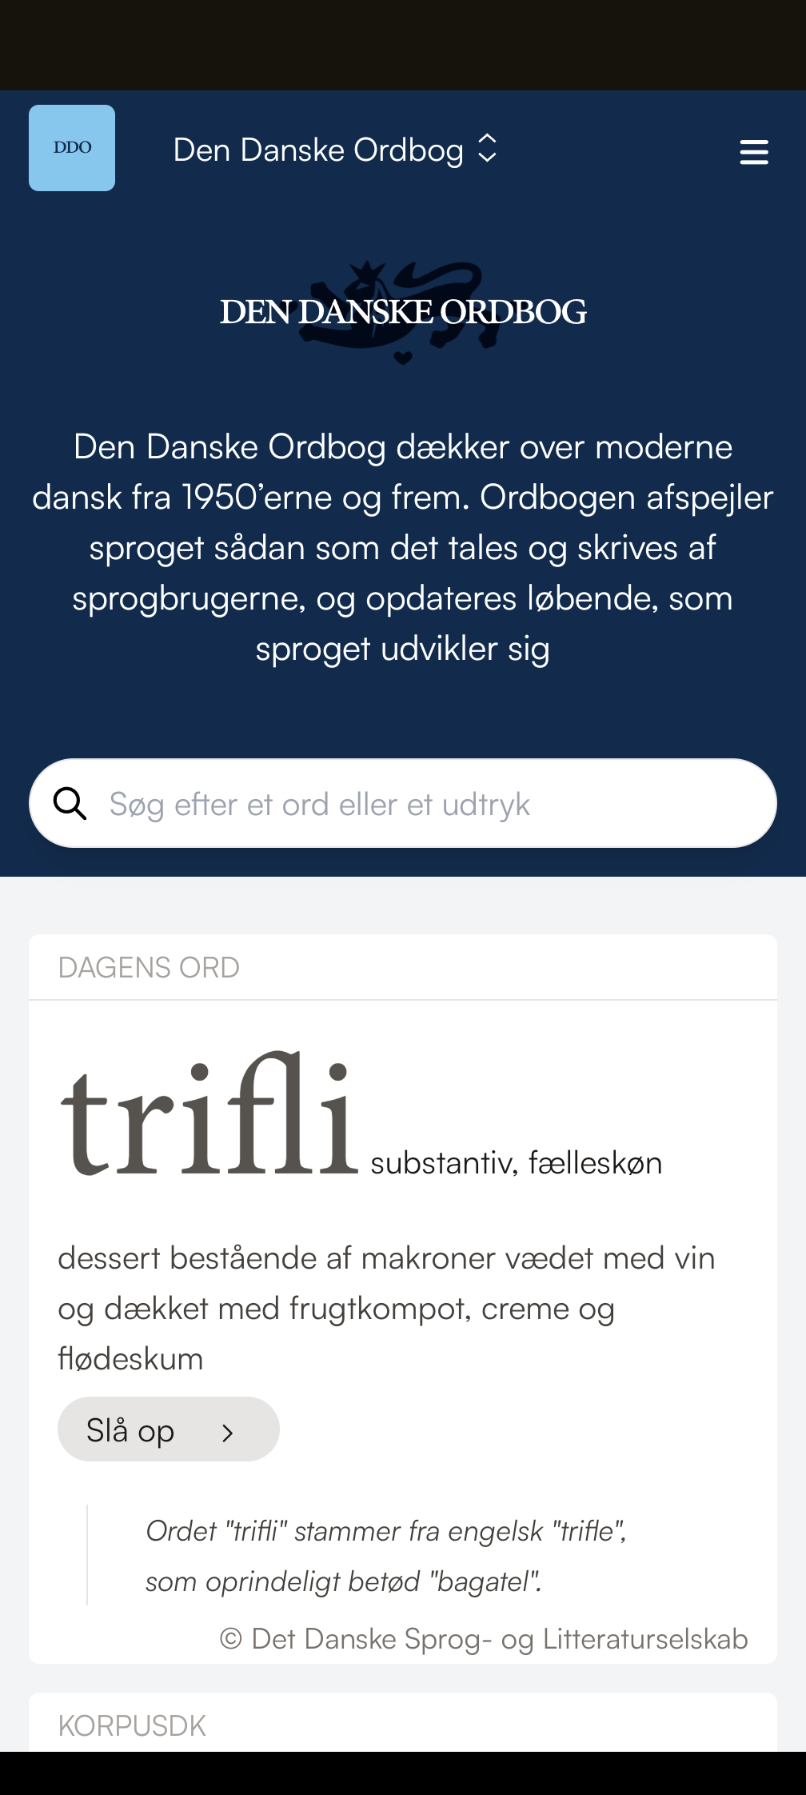 DDO
Den Danske Ordbog
DEN DANSKE ORDBOG
Den Danske Ordbog dækker over moderne
dansk fra 1950’erne og frem. Ordbogen afspejler
sproget sådan som det tales og skrives af
sprogbrugerne, og opdateres løbende, som
sproget udvikler sig
Søg efter et ord eller et udtryk
DAGENS ORD
trifli substantiv, fælleskøn
dessert bestående af makroner vædet med vin
og dækket med frugtkompot, creme og
flødeskum
Slå op
Ordet "trifli" stammer fra engelsk "trifle",
som oprindeligt betød "bagatel".
© Det Danske Sprog- og Litteraturselskab
KORPUSDK